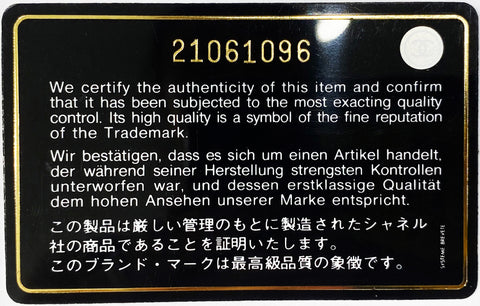 21061096
We certify the authenticity of this item and confirm
that it has been subjected to the most exacting quality
control. Its high quality is a symbol of the fine reputation
of the Trademark.
Wir bestätigen, dass es sich um einen Artikel handelt,
der während seiner Herstellung strengsten Kontrollen
unterworfen war, und dessen erstklassige Qualität
dem hohen Ansehen unserer Marke entspricht.
この製品は厳しい管理のもとに製造されたシャネル
社の商品であることを証明いたします。
このブランド・マークは最高級品質の象徴です。
SYSTEME BREVETE